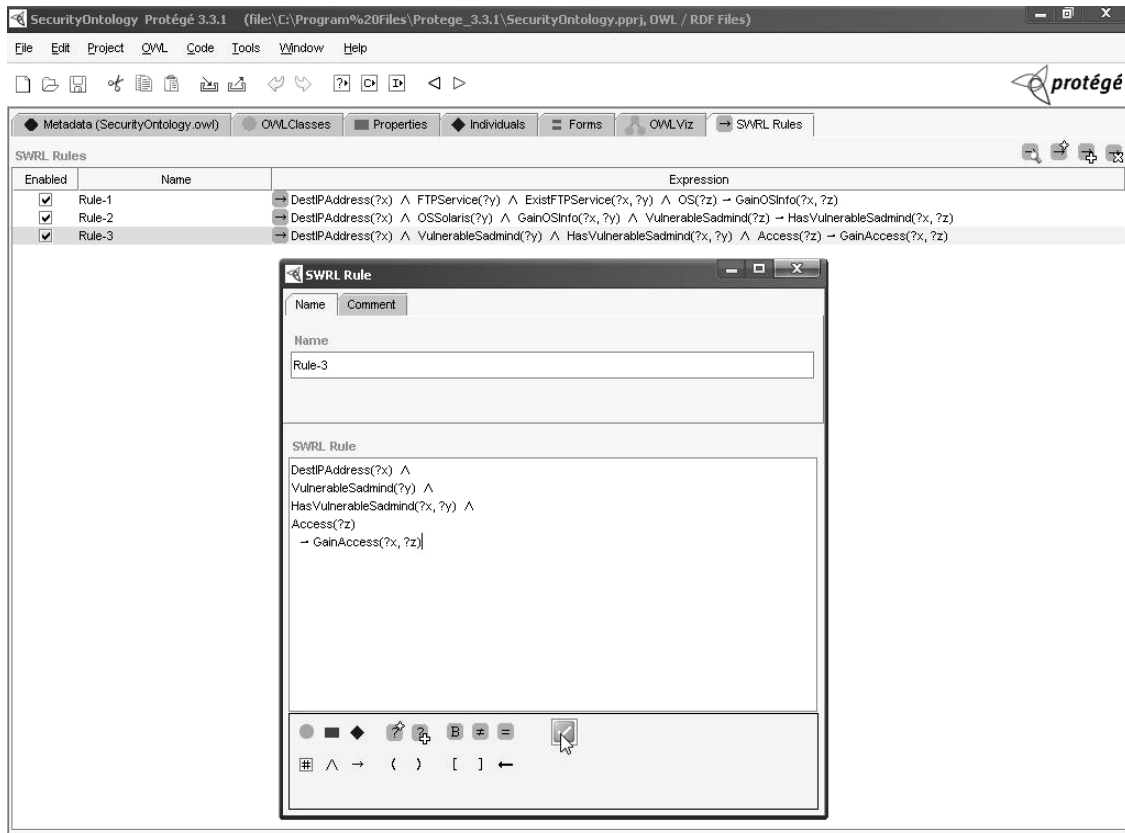 SecurityOntology Protégé 3.3.1 (file:\C:\Program%20Files\Protege_3.3.1\SecurityOntology.pprj, OWL / RDF Files)
File Edit Project OWL Code Tools Window Help
protégé
Metadata (SecurityOntology.owl) OWLClasses Properties Individuals Forms OWLViz → SWRL Rules
SWRL Rules
Enabled Name Expression
Rule-1 → DestIPAddress(?x) ∧ FTPService(?y) ∧ ExistFTPService(?x, ?y) ∧ OS(?z) → GainOSInfo(?x, ?z)
Rule-2 → DestIPAddress(?x) ∧ OSSolaris(?y) ∧ GainOSInfo(?x, ?y) ∧ VulnerableSadmind(?z) → HasVulnerableSadmind(?x, ?z)
Rule-3 → DestIPAddress(?x) ∧ VulnerableSadmind(?y) ∧ HasVulnerableSadmind(?x, ?y) ∧ Access(?z) → GainAccess(?x, ?z)
SWRL Rule
Name Comment
Name
Rule-3
SWRL Rule
DestIPAddress(?x) ∧
VulnerableSadmind(?y) ∧
HasVulnerableSadmind(?x, ?y) ∧
Access(?z)
→ GainAccess(?x, ?z)
? ? B ≠ =
# ∧ → ( ) [ ] ←